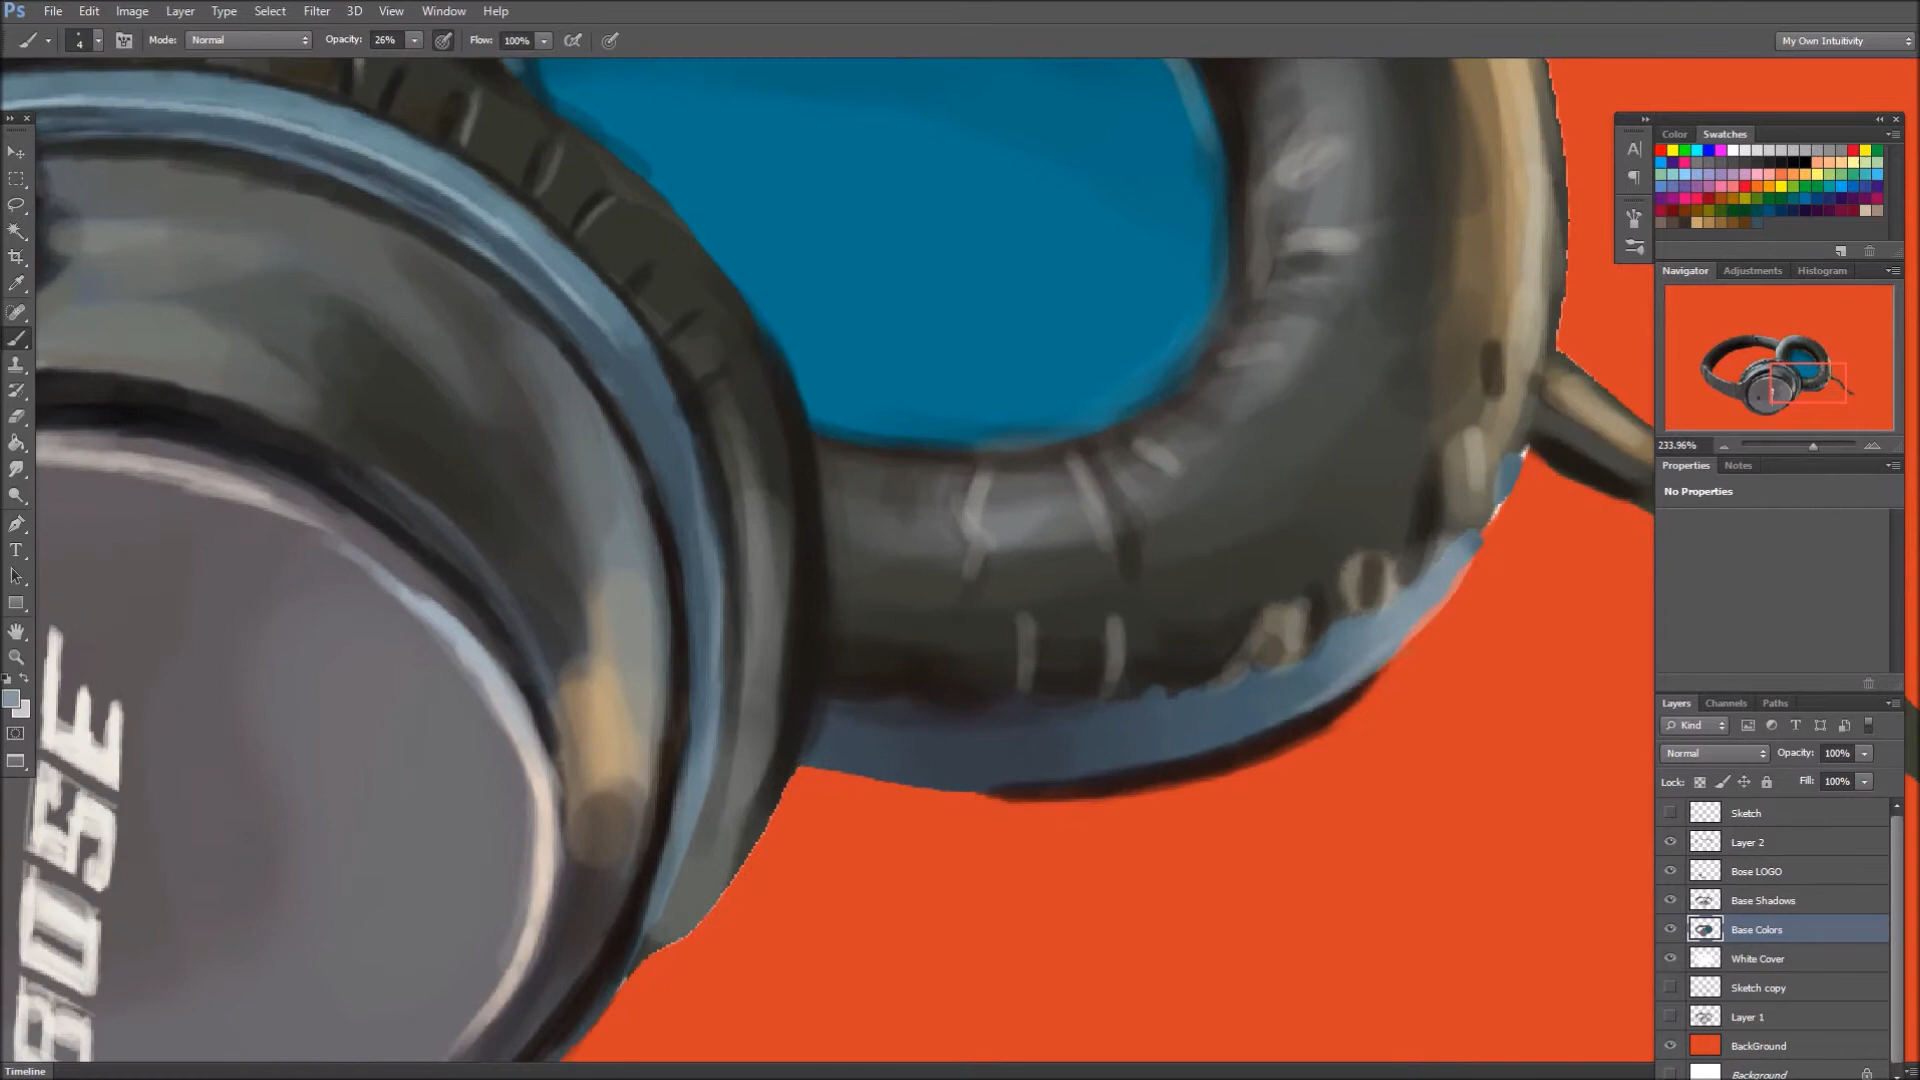 Ps File Edit Image Layer Type Select Filter 3D View Window Help
4 Mode: Normal Opacity: 26% Flow: 100% My Own Intuitivity
Color Swatches
Navigator Adjustments Histogram
233.96%
Properties Notes
No Properties
Layers Channels Paths
Kind
Normal Opacity: 100%
Lock: Fill: 100%
Sketch
Layer 2
Bose LOGO
Base Shadows
Base Colors
White Cover
Sketch copy
Layer 1
BackGround
Background
BOSE
Timeline